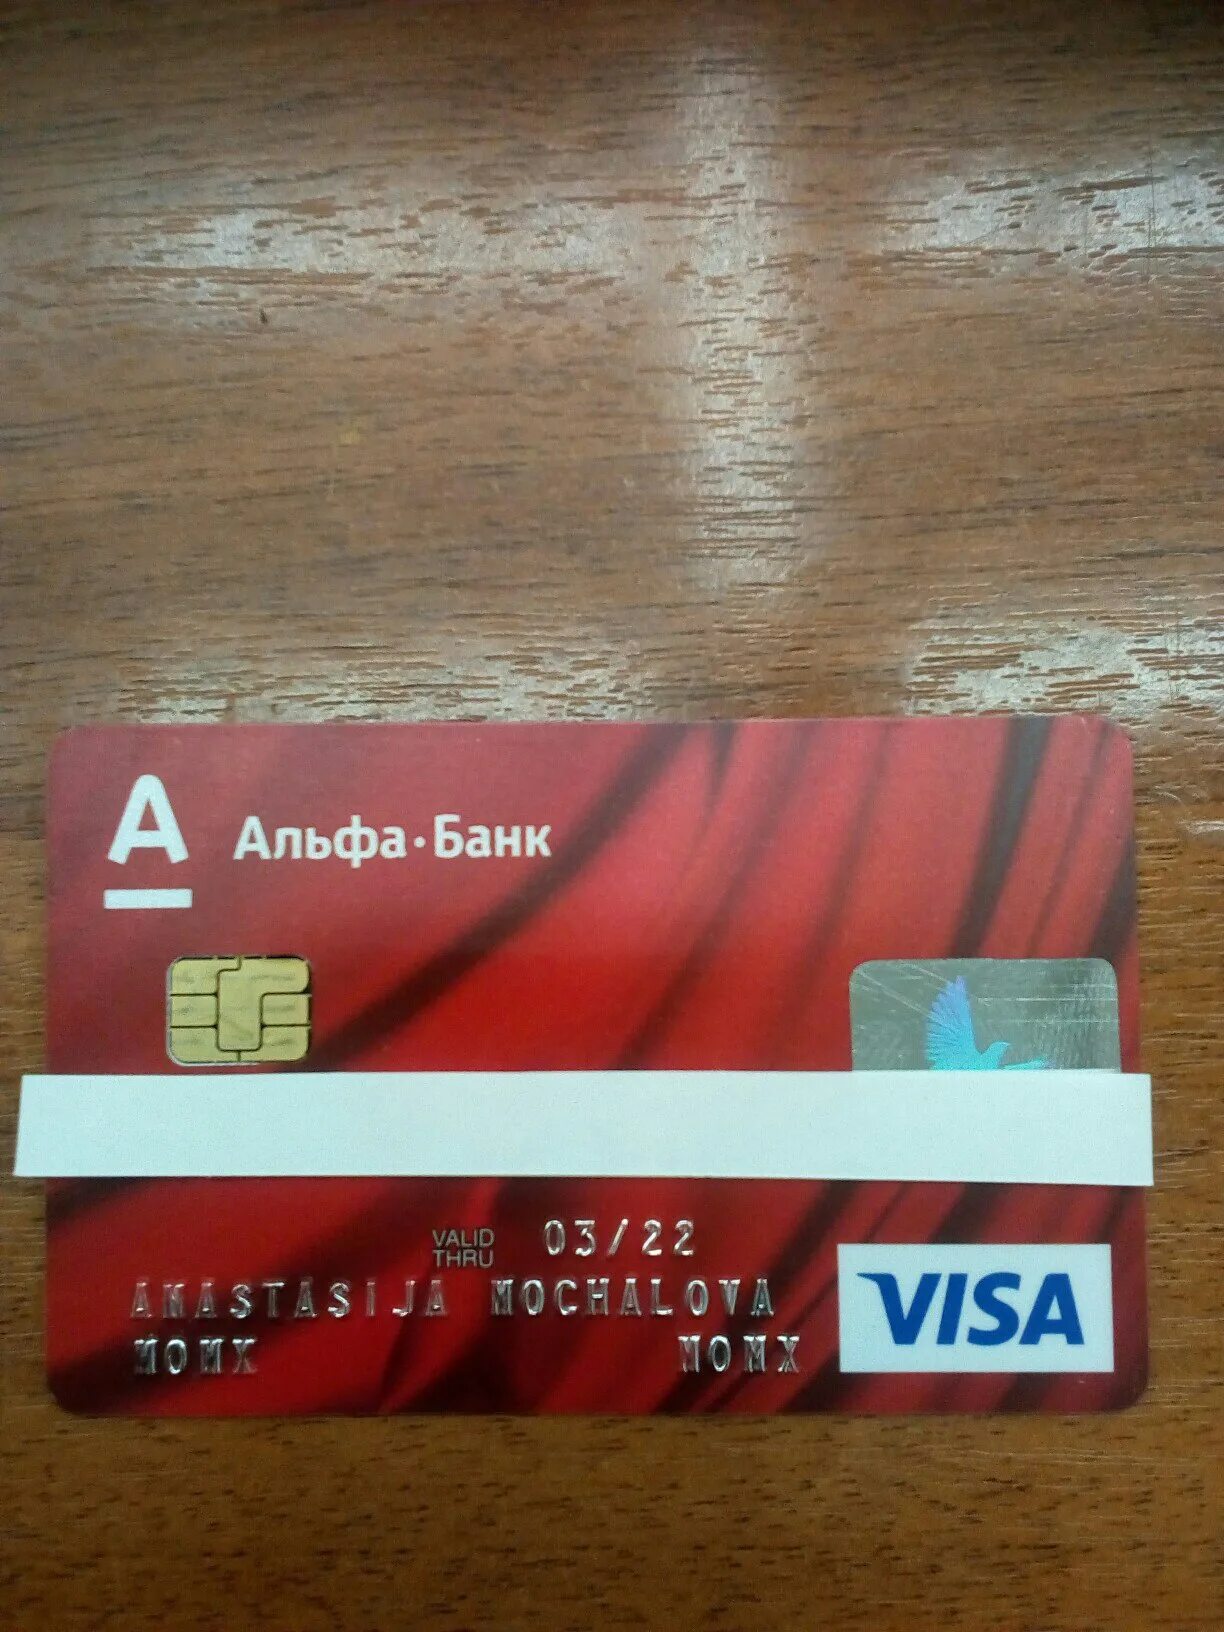 А Альфа·Банк
VALID THRU 03/22
ANASTASIJA MOCHALOVA
MOMX MOMX
VISA